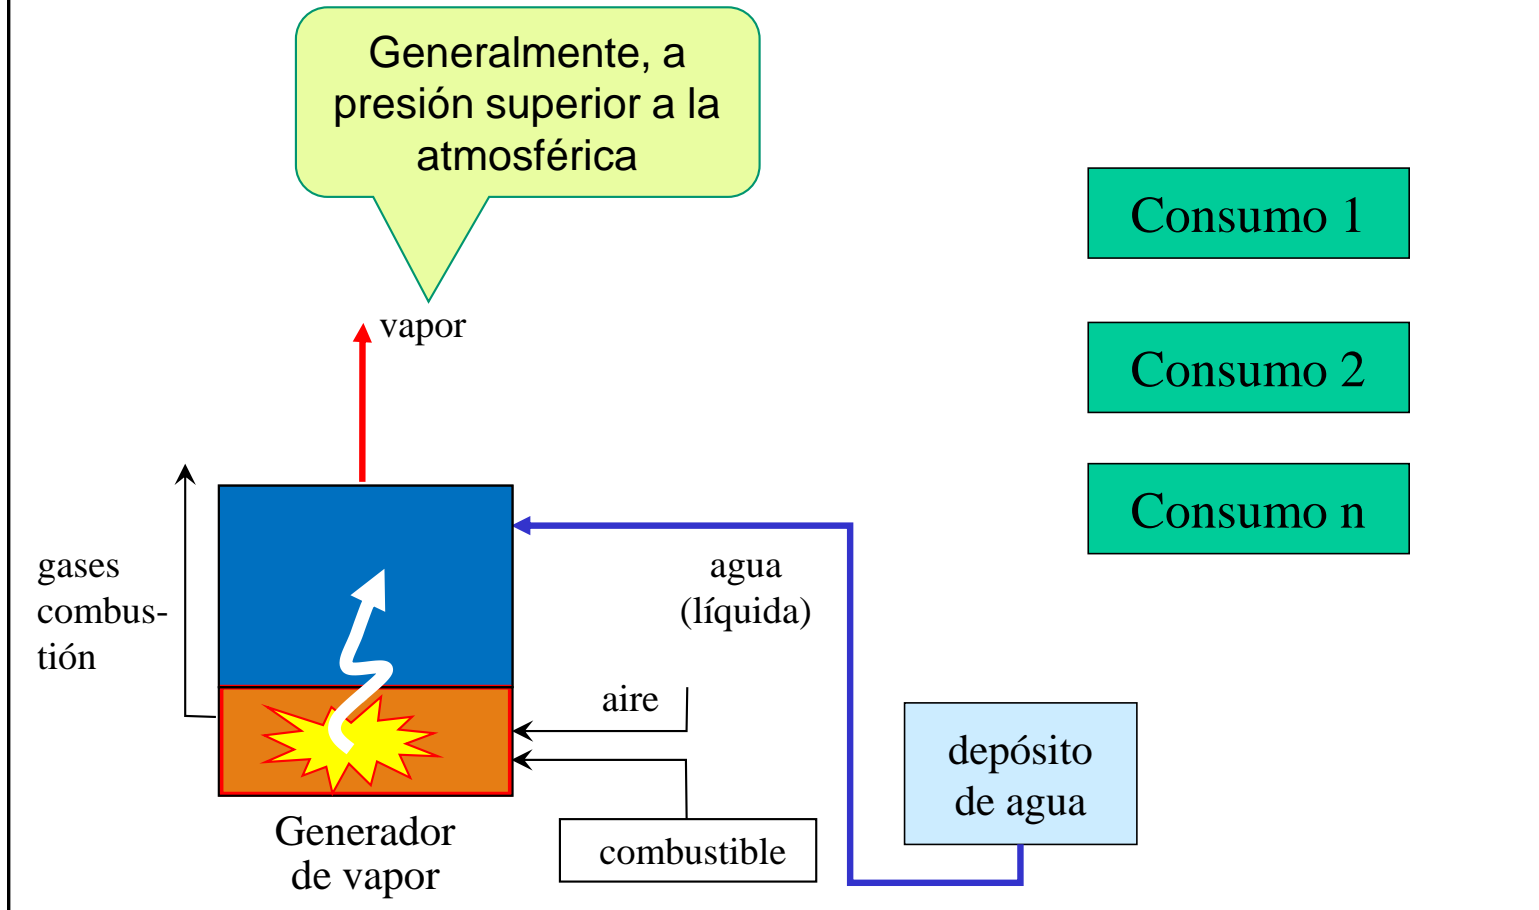 Generalmente, a
presión superior a la
atmosférica
vapor
Consumo 1
Consumo 2
Consumo n
gases
combus-
tión
agua
(líquida)
aire
depósito
de agua
combustible
Generador
de vapor